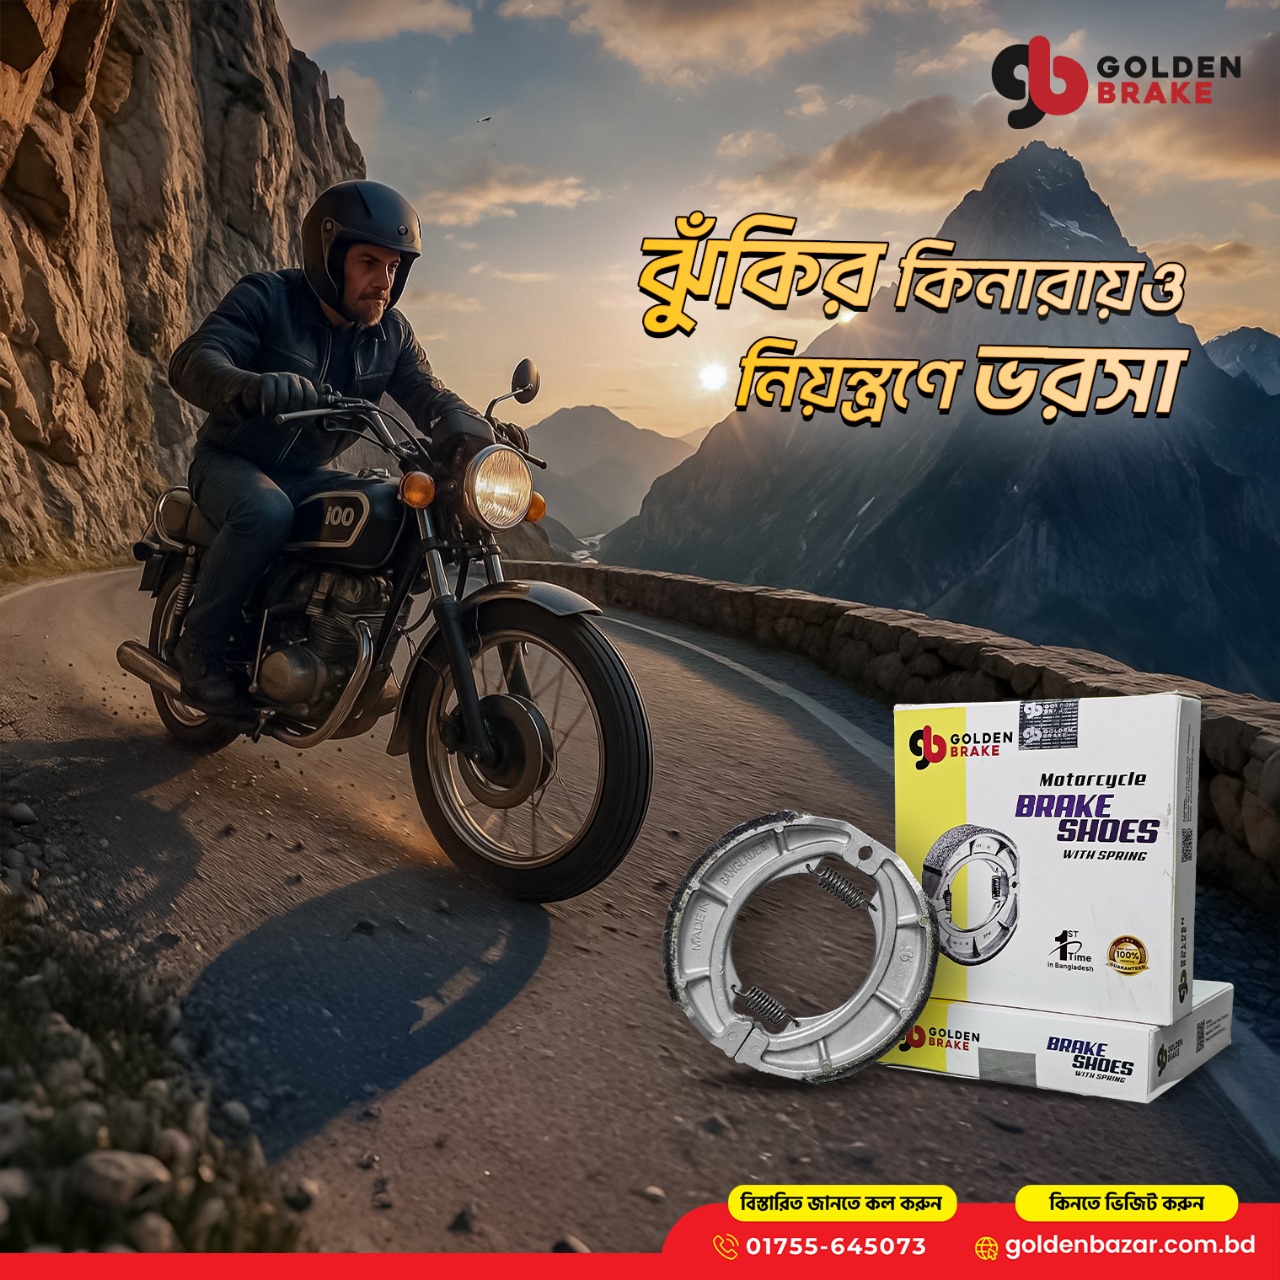 GOLDEN
BRAKE
ঝুঁকির কিনারায়ও
নিয়ন্ত্রণে ভরসা
100
GOLDEN
BRAKE
Motorcycle
BRAKE
SHOES
WITH SPRING
1ST
Time
in Bangladesh
100%
GUARANTEED
MADE IN BANGLADESH
GOLDEN
BRAKE
BRAKE
SHOES
WITH SPRING
বিস্তারিত জানতে কল করুন
01755-645073
কিনতে ভিজিট করুন
goldenbazar.com.bd